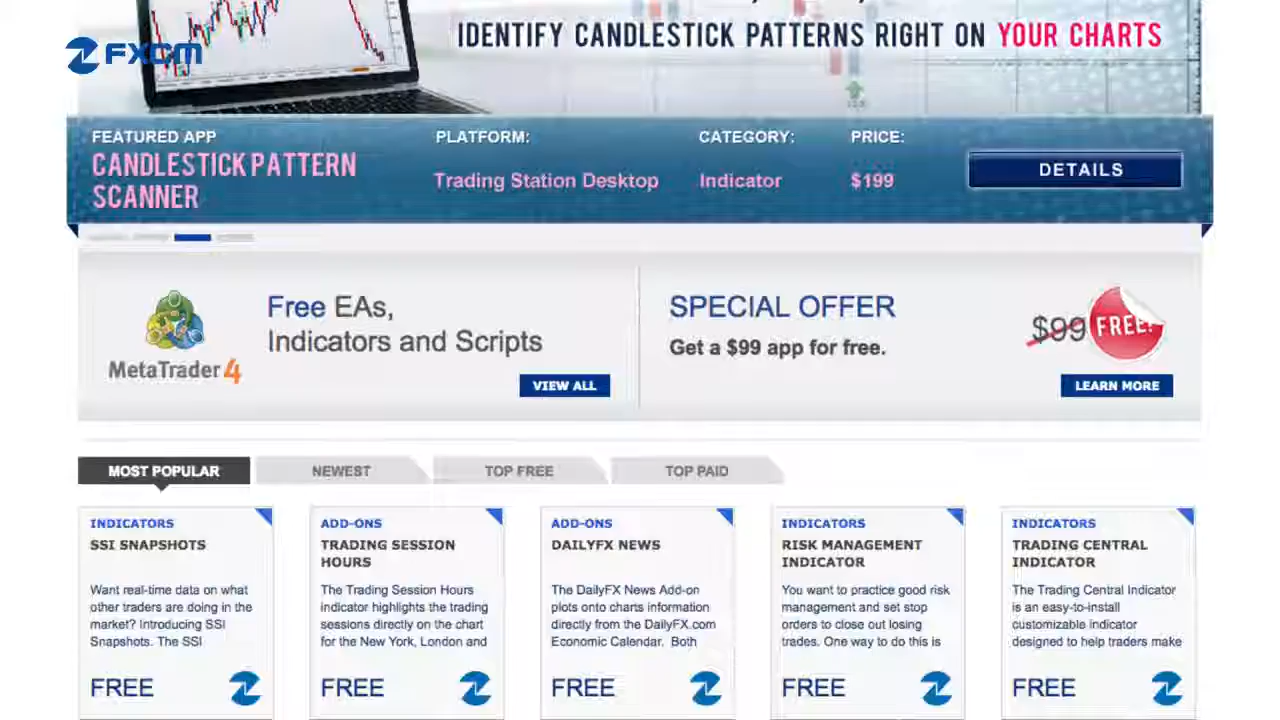 IDENTIFY CANDLESTICK PATTERNS RIGHT ON YOUR CHARTS
FXCM
FEATURED APP
CANDLESTICK PATTERN
SCANNER
PLATFORM:
Trading Station Desktop
CATEGORY:
Indicator
PRICE:
$199
DETAILS
MetaTrader 4
Free EAs,
Indicators and Scripts
VIEW ALL
SPECIAL OFFER
Get a $99 app for free.
$99 FREE!
LEARN MORE
MOST POPULAR
NEWEST
TOP FREE
TOP PAID
INDICATORS
SSI SNAPSHOTS
Want real-time data on what
other traders are doing in the
market? Introducing SSI
Snapshots. The SSI
FREE
ADD-ONS
TRADING SESSION
HOURS
The Trading Session Hours
indicator highlights the trading
sessions directly on the chart
for the New York, London and
FREE
ADD-ONS
DAILYFX NEWS
The DailyFX News Add-on
plots onto charts information
directly from the DailyFX.com
Economic Calendar. Both
FREE
INDICATORS
RISK MANAGEMENT
INDICATOR
You want to practice good risk
management and set stop
orders to close out losing
trades. One way to do this is
FREE
INDICATORS
TRADING CENTRAL
INDICATOR
The Trading Central Indicator
is an easy-to-install
customizable indicator
designed to help traders make
FREE